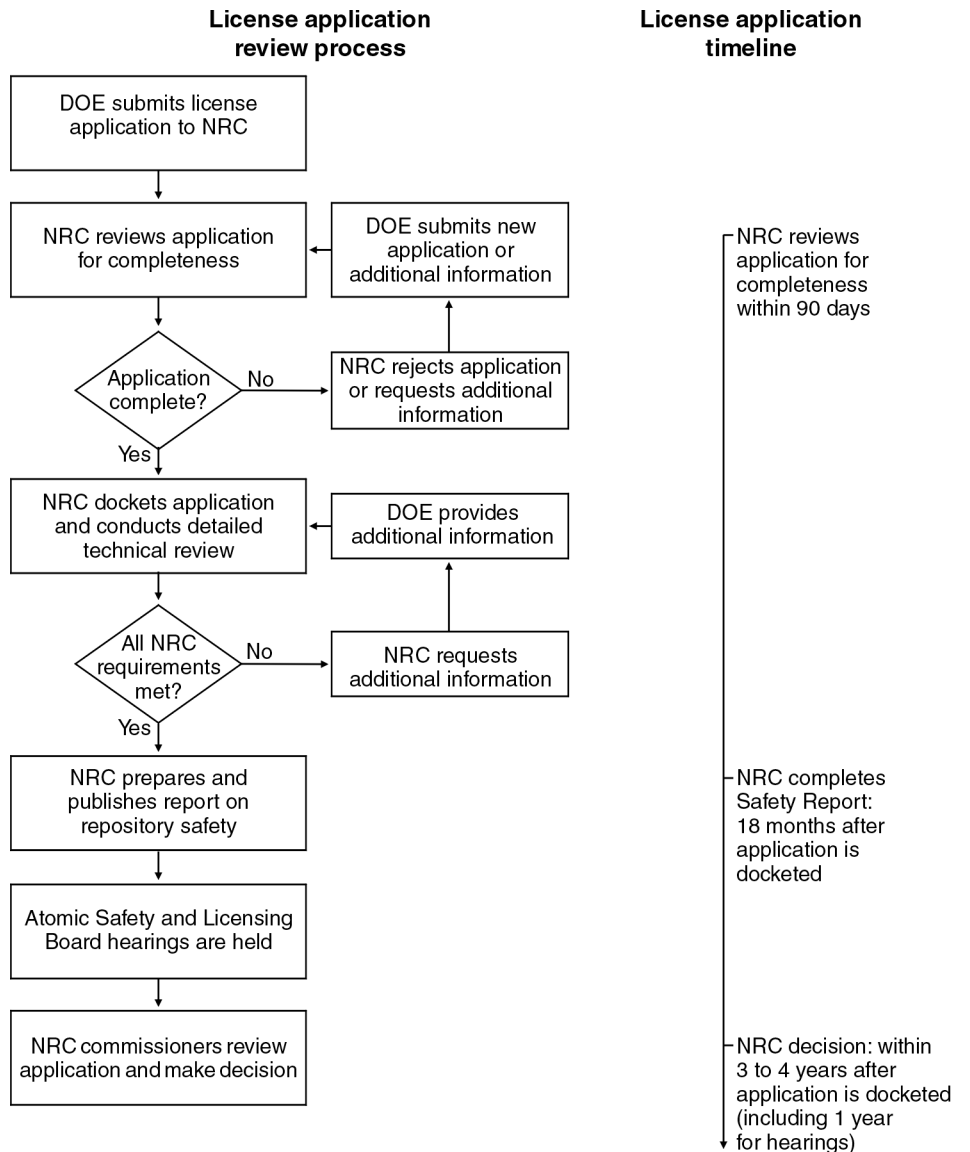 License application
review process
License application
timeline
DOE submits license
application to NRC
NRC reviews application
for completeness
DOE submits new
application or
additional information
NRC reviews
application for
completeness
within 90 days
Application
complete?
No
NRC rejects application
or requests additional
information
Yes
NRC dockets application
and conducts detailed
technical review
DOE provides
additional information
All NRC
requirements
met?
No
NRC requests
additional information
Yes
NRC prepares and
publishes report on
repository safety
NRC completes
Safety Report:
18 months after
application is
docketed
Atomic Safety and Licensing
Board hearings are held
NRC commissioners review
application and make decision
NRC decision: within
3 to 4 years after
application is docketed
(including 1 year
for hearings)